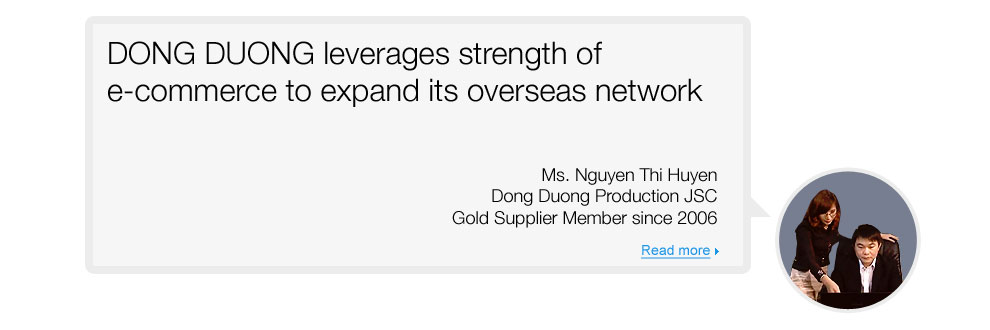 DONG DUONG leverages strength of
e-commerce to expand its overseas network
Ms. Nguyen Thi Huyen
Dong Duong Production JSC
Gold Supplier Member since 2006
Read more